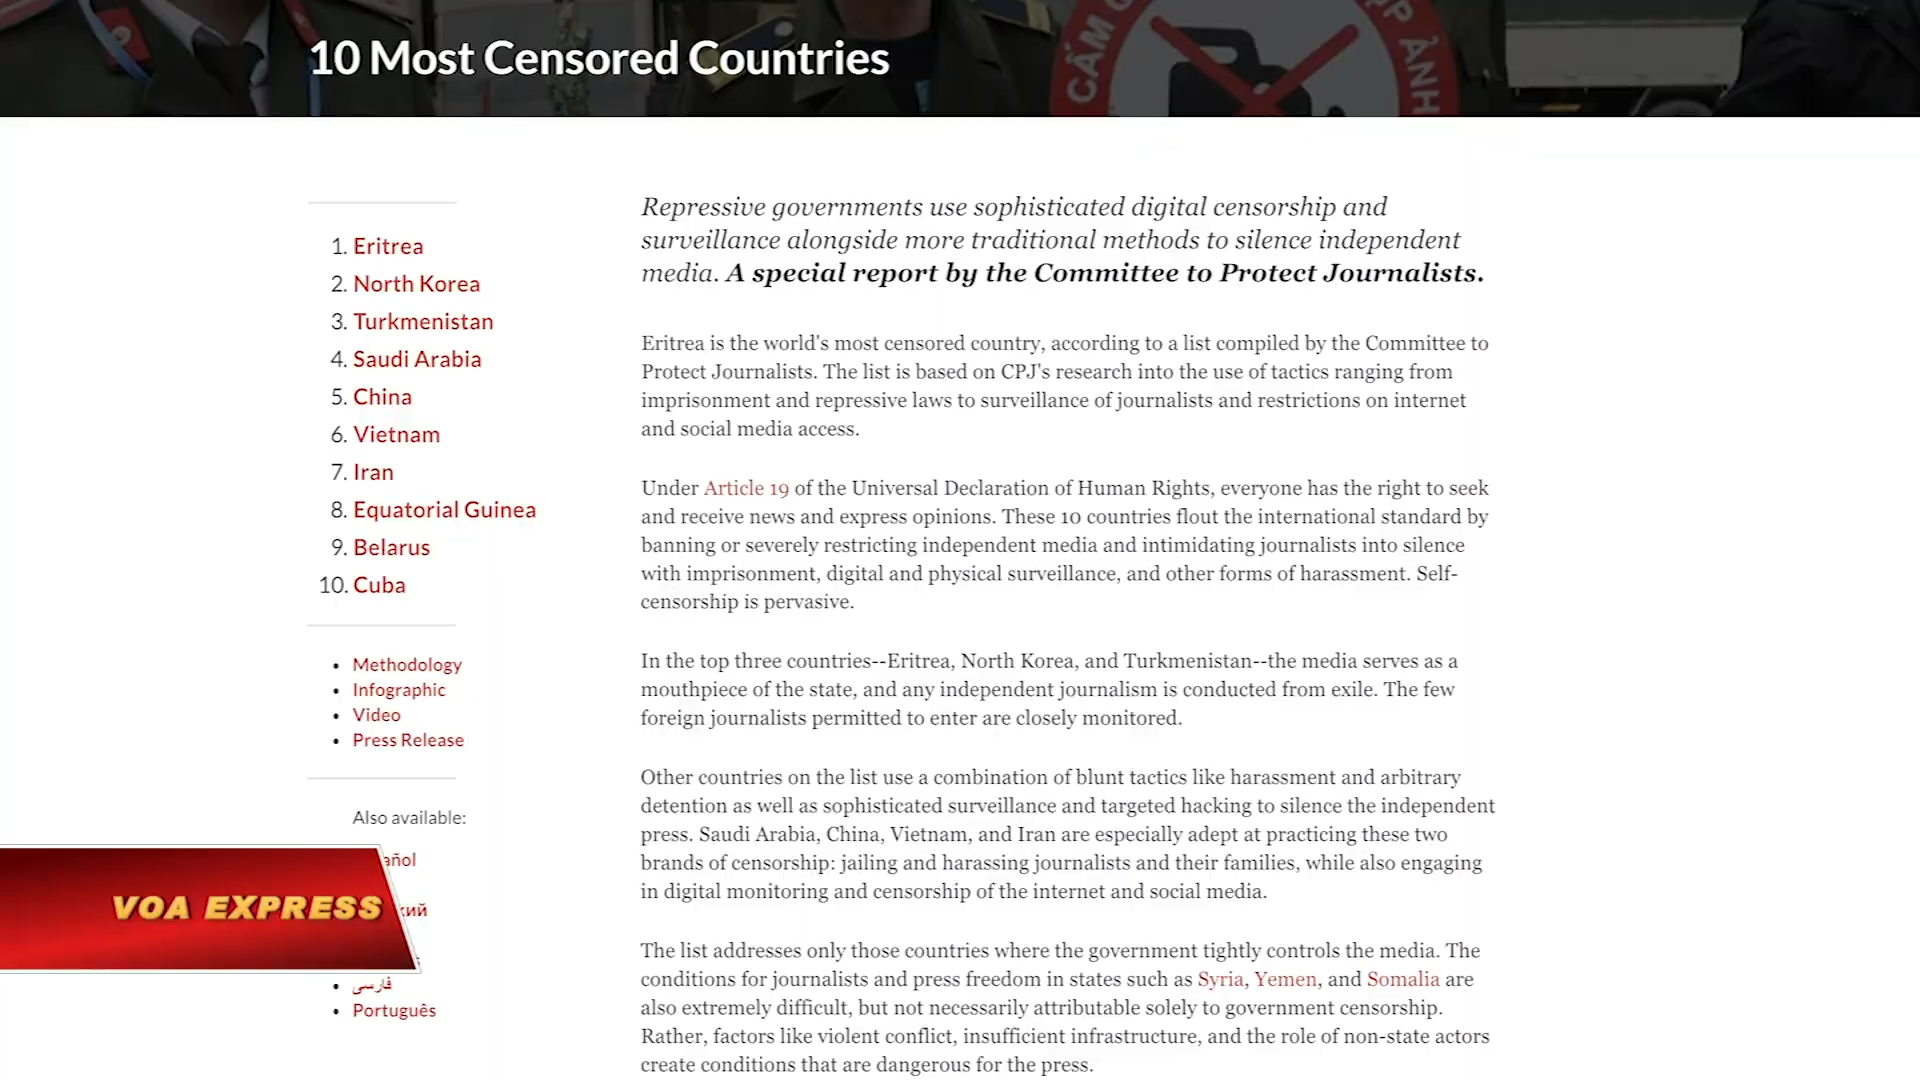 10 Most Censored Countries
CẤM
ẢNH
1. Eritrea
2. North Korea
3. Turkmenistan
4. Saudi Arabia
5. China
6. Vietnam
7. Iran
8. Equatorial Guinea
9. Belarus
10. Cuba
• Methodology
• Infographic
• Video
• Press Release
Also available:
• فارسی
• Português
Repressive governments use sophisticated digital censorship and
surveillance alongside more traditional methods to silence independent
media. A special report by the Committee to Protect Journalists.
Eritrea is the world's most censored country, according to a list compiled by the Committee to
Protect Journalists. The list is based on CPJ's research into the use of tactics ranging from
imprisonment and repressive laws to surveillance of journalists and restrictions on internet
and social media access.
Under Article 19 of the Universal Declaration of Human Rights, everyone has the right to seek
and receive news and express opinions. These 10 countries flout the international standard by
banning or severely restricting independent media and intimidating journalists into silence
with imprisonment, digital and physical surveillance, and other forms of harassment. Self-
censorship is pervasive.
In the top three countries--Eritrea, North Korea, and Turkmenistan--the media serves as a
mouthpiece of the state, and any independent journalism is conducted from exile. The few
foreign journalists permitted to enter are closely monitored.
Other countries on the list use a combination of blunt tactics like harassment and arbitrary
detention as well as sophisticated surveillance and targeted hacking to silence the independent
press. Saudi Arabia, China, Vietnam, and Iran are especially adept at practicing these two
brands of censorship: jailing and harassing journalists and their families, while also engaging
in digital monitoring and censorship of the internet and social media.
The list addresses only those countries where the government tightly controls the media. The
conditions for journalists and press freedom in states such as Syria, Yemen, and Somalia are
also extremely difficult, but not necessarily attributable solely to government censorship.
Rather, factors like violent conflict, insufficient infrastructure, and the role of non-state actors
create conditions that are dangerous for the press.
VOA EXPRESS